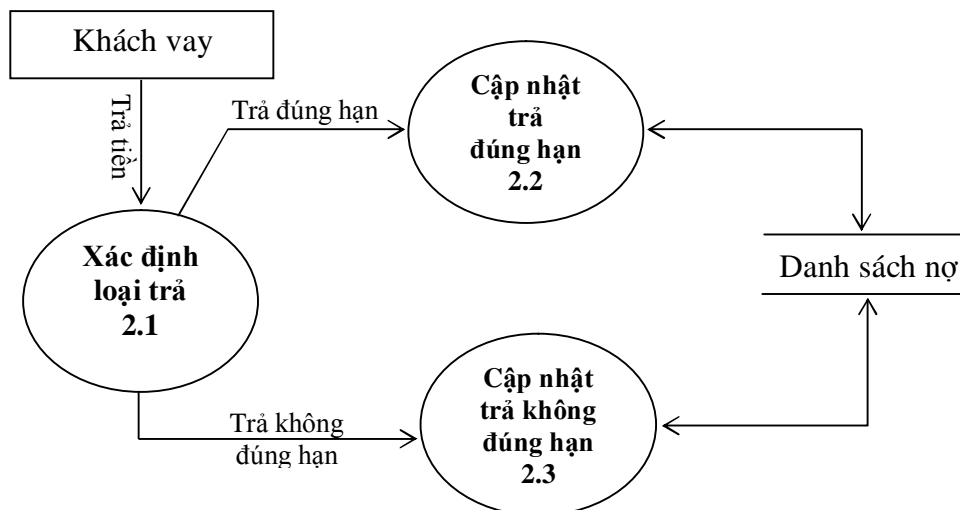 Khách vay
Trả tiền
Trả đúng hạn
Cập nhật
trả
đúng hạn
2.2
Xác định
loại trả
2.1
Danh sách nợ
Trả không
đúng hạn
Cập nhật
trả không
đúng hạn
2.3